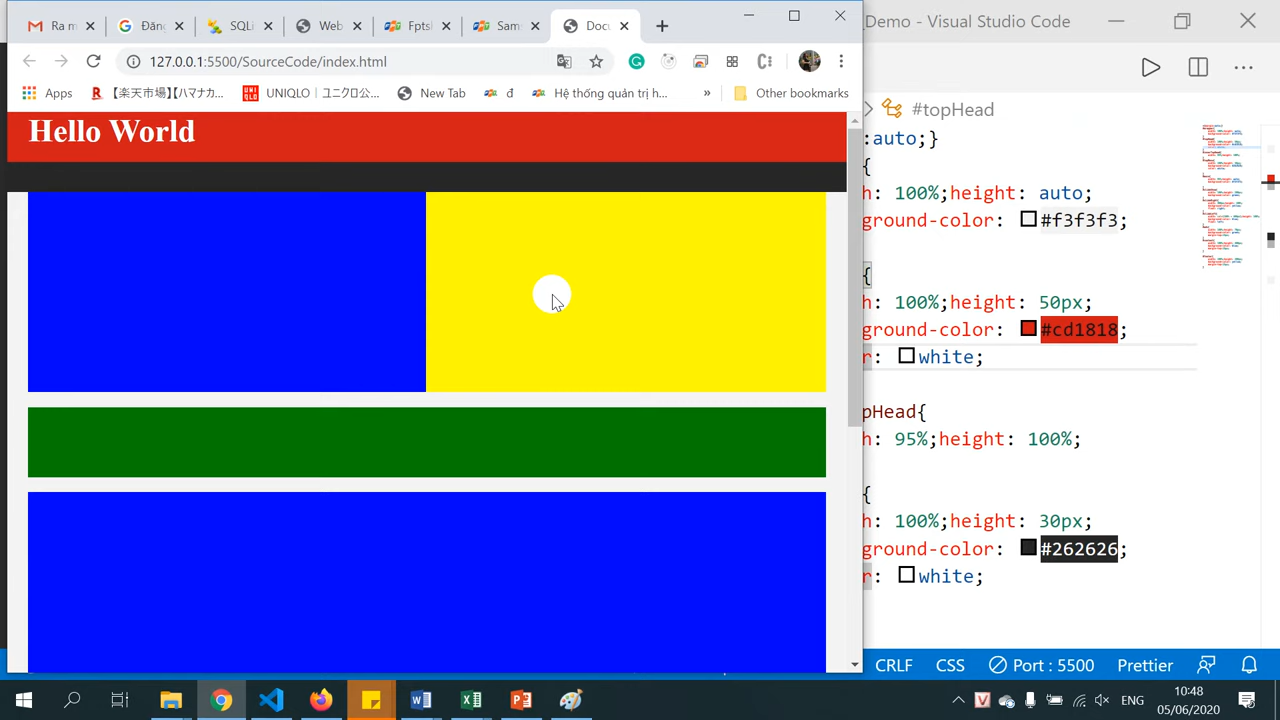 Ra m
Đăng
SQLi
Web
Fptsl
Sams
Docu
Demo - Visual Studio Code
127.0.0.1:5500/SourceCode/index.html
Apps
【楽天市場】【ハマナカ...
UNIQLO | ユニクロ公...
New Tab
đ
Hệ thống quản trị h...
»
Other bookmarks
#topHead
Hello World
:auto;}
{
h: 100%;height: auto;
ground-color: #f3f3f3;
{
h: 100%;height: 50px;
ground-color: #cd1818;
r: white;
pHead{
h: 95%;height: 100%;
{
h: 100%;height: 30px;
ground-color: #262626;
r: white;
CRLF
CSS
Port : 5500
Prettier
ENG
10:48
05/06/2020